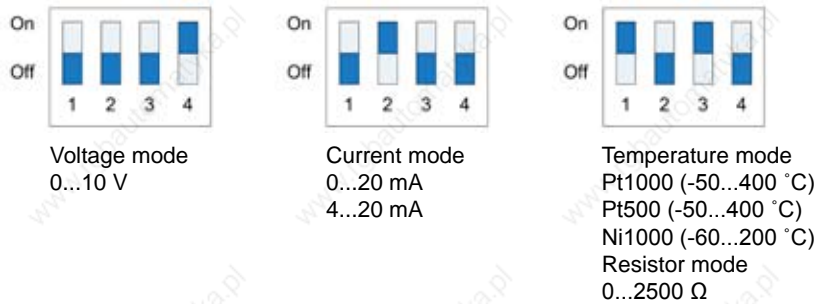 On
Off
1 2 3 4
Voltage mode
0...10 V
On
Off
1 2 3 4
Current mode
0...20 mA
4...20 mA
On
Off
1 2 3 4
Temperature mode
Pt1000 (-50...400 ˚C)
Pt500 (-50...400 ˚C)
Ni1000 (-60...200 ˚C)
Resistor mode
0...2500 Ω